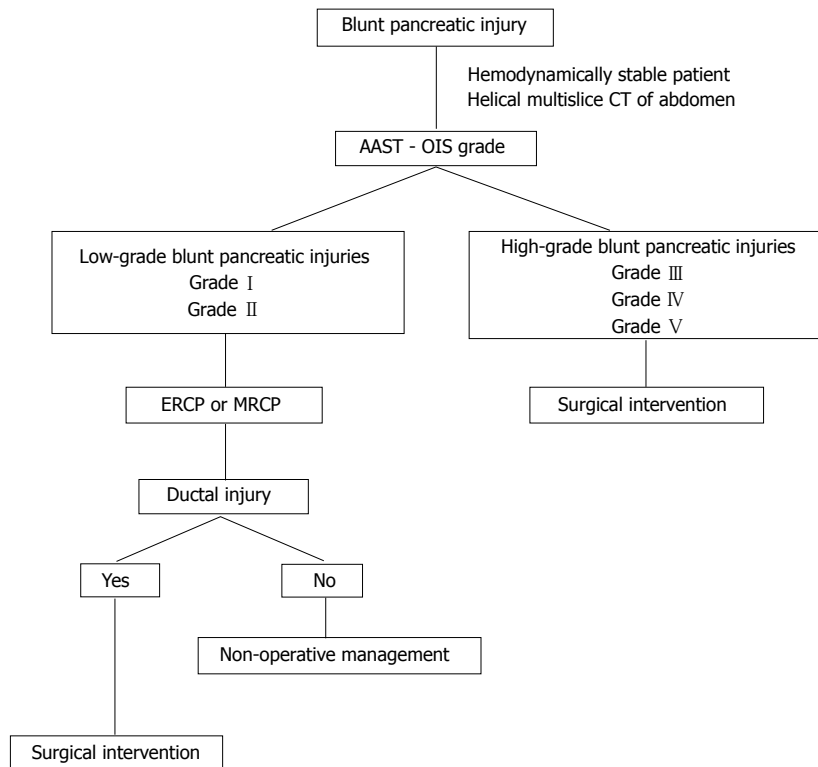 Blunt pancreatic injury
Hemodynamically stable patient
Helical multislice CT of abdomen
AAST - OIS grade
Low-grade blunt pancreatic injuries
Grade Ⅰ
Grade Ⅱ
High-grade blunt pancreatic injuries
Grade Ⅲ
Grade Ⅳ
Grade Ⅴ
ERCP or MRCP
Surgical intervention
Ductal injury
Yes
No
Non-operative management
Surgical intervention